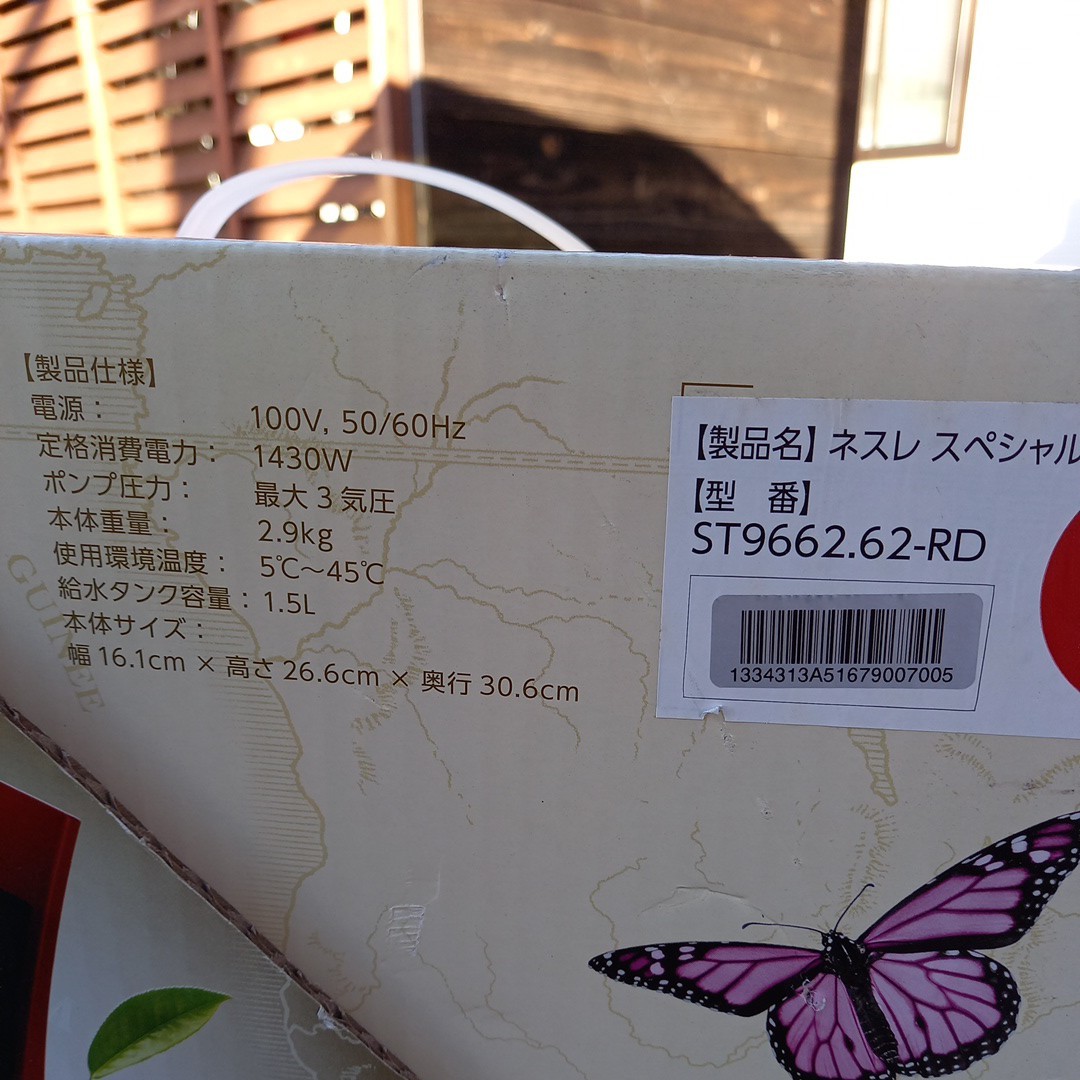 【製品仕様】
電源： 100V, 50/60Hz
定格消費電力： 1430W
ポンプ圧力： 最大 3 気圧
本体重量： 2.9kg
使用環境温度： 5℃～45℃
給水タンク容量： 1.5L
本体サイズ：
幅 16.1cm × 高さ 26.6cm × 奥行 30.6cm
GUINEE
【製品名】ネスレ スペシャル
【型　番】
ST9662.62-RD
1334313A51679007005